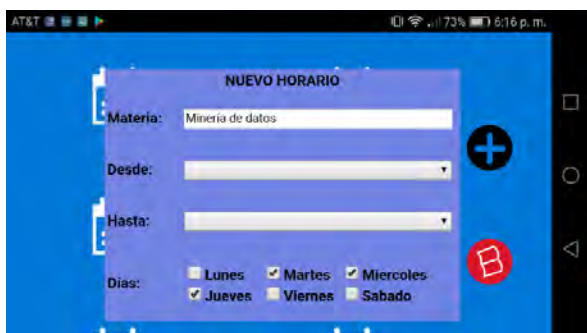 AT&T 73% 6:16 p. m.
NUEVO HORARIO
Materia: Minería de datos
Desde:
Hasta:
Dias: Lunes Martes Miercoles
Jueves Viernes Sabado